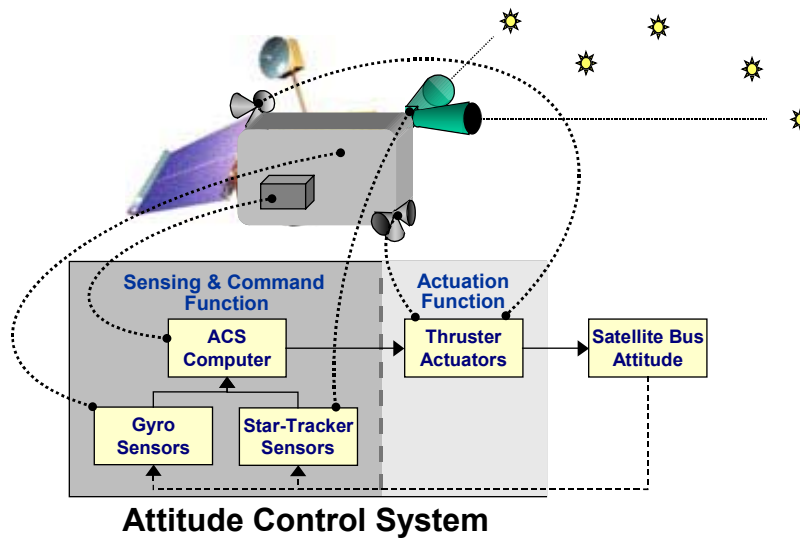 Sensing & Command
Function
Actuation
Function
ACS
Computer
Thruster
Actuators
Satellite Bus
Attitude
Gyro
Sensors
Star-Tracker
Sensors
Attitude Control System